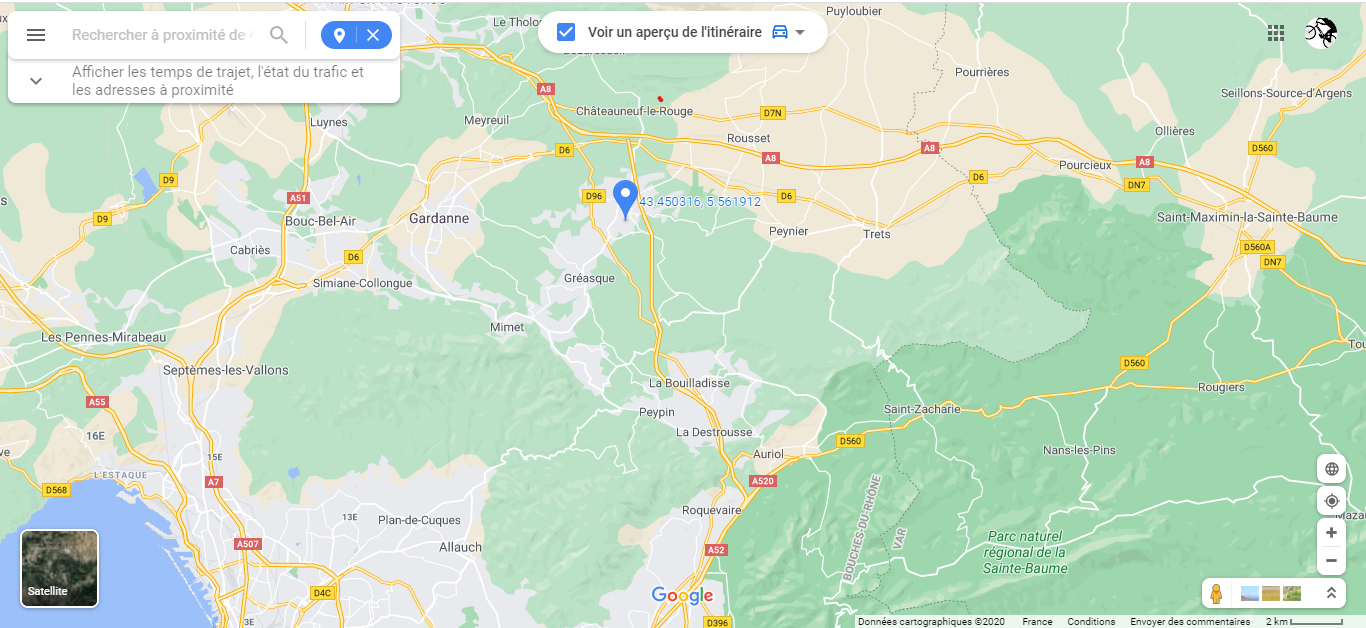 Rechercher à proximité de
Voir un aperçu de l'itinéraire
Afficher les temps de trajet, l'état du trafic et
les adresses à proximité
Le Tholo
Puyloubier
Pourrières
Seillons-Source-d'Argens
A8
Châteauneuf-le-Rouge
D7N
Luynes
Meyreuil
Rousset
Ollières
D6
A8
A8
A8
D560
Pourcieux
D9
D96
D6
D6
DN7
A51
43.450316, 5.561912
D9
Bouc-Bel-Air
Gardanne
Saint-Maximin-la-Sainte-Baume
Cabriès
D6
Peynier
Trets
D560A
DN7
Simiane-Collongue
Gréasque
Mimet
Les Pennes-Mirabeau
Septèmes-les-Vallons
La Bouilladisse
D560
Rougiers
A55
Peypin
Saint-Zacharie
16E
La Destrousse
D560
15E
Auriol
Nans-les-Pins
L'ESTAQUE
A7
A520
D568
13E
Plan-de-Cuques
Roquevaire
BOUCHES-DU-RHÔNE
VAR
A507
Allauch
A52
Parc naturel
régional de la
Sainte-Baume
Satellite
D4C
Google
3E
D396
Données cartographiques ©2020
France
Conditions
Envoyer des commentaires
2 km